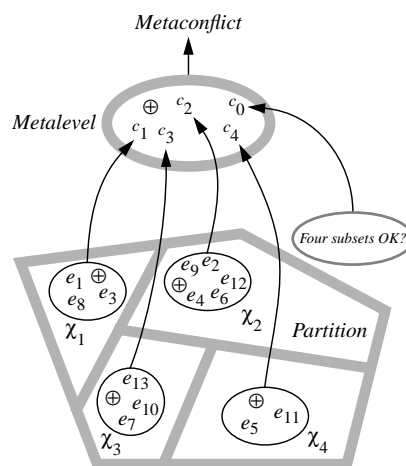 Metaconflict
⊕ c2 c0
Metalevel c1 c3 c4
Four subsets OK?
e1 ⊕ e3 e8
χ1
e9 e2 e12 ⊕ e4 e6
χ2
Partition
e13 ⊕ e10 e7
χ3
⊕ e11 e5
χ4